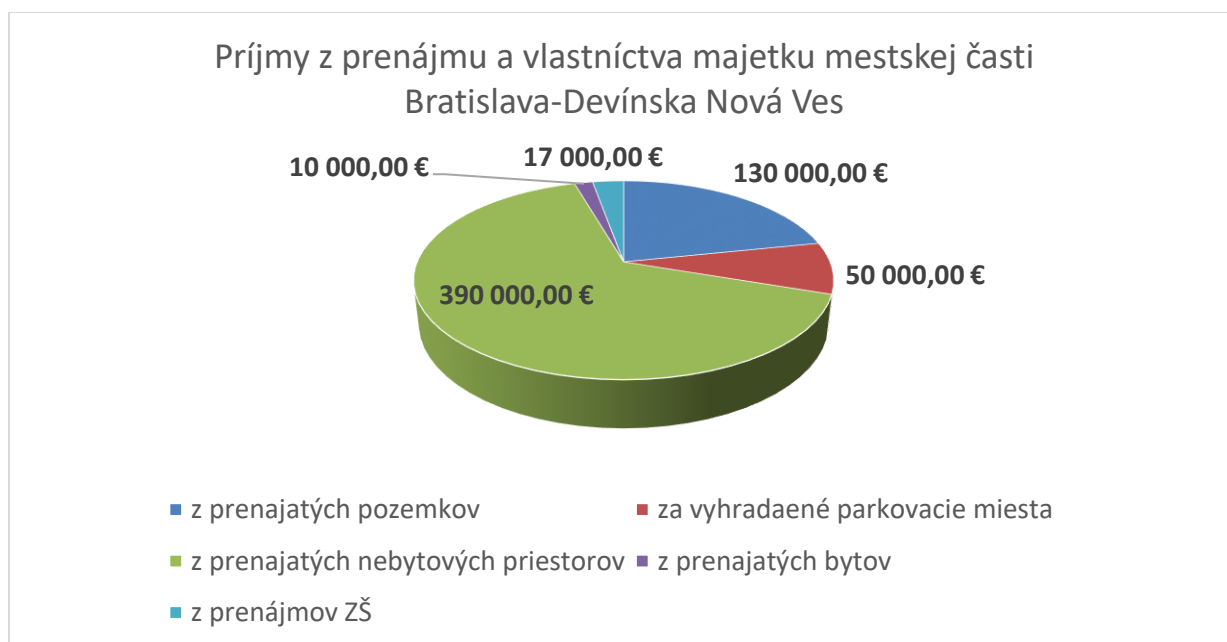 Príjmy z prenájmu a vlastníctva majetku mestskej časti
Bratislava-Devínska Nová Ves
10 000,00 €
17 000,00 €
130 000,00 €
50 000,00 €
390 000,00 €
z prenajatých pozemkov
za vyhradaené parkovacie miesta
z prenajatých nebytových priestorov
z prenajatých bytov
z prenájmov ZŠ